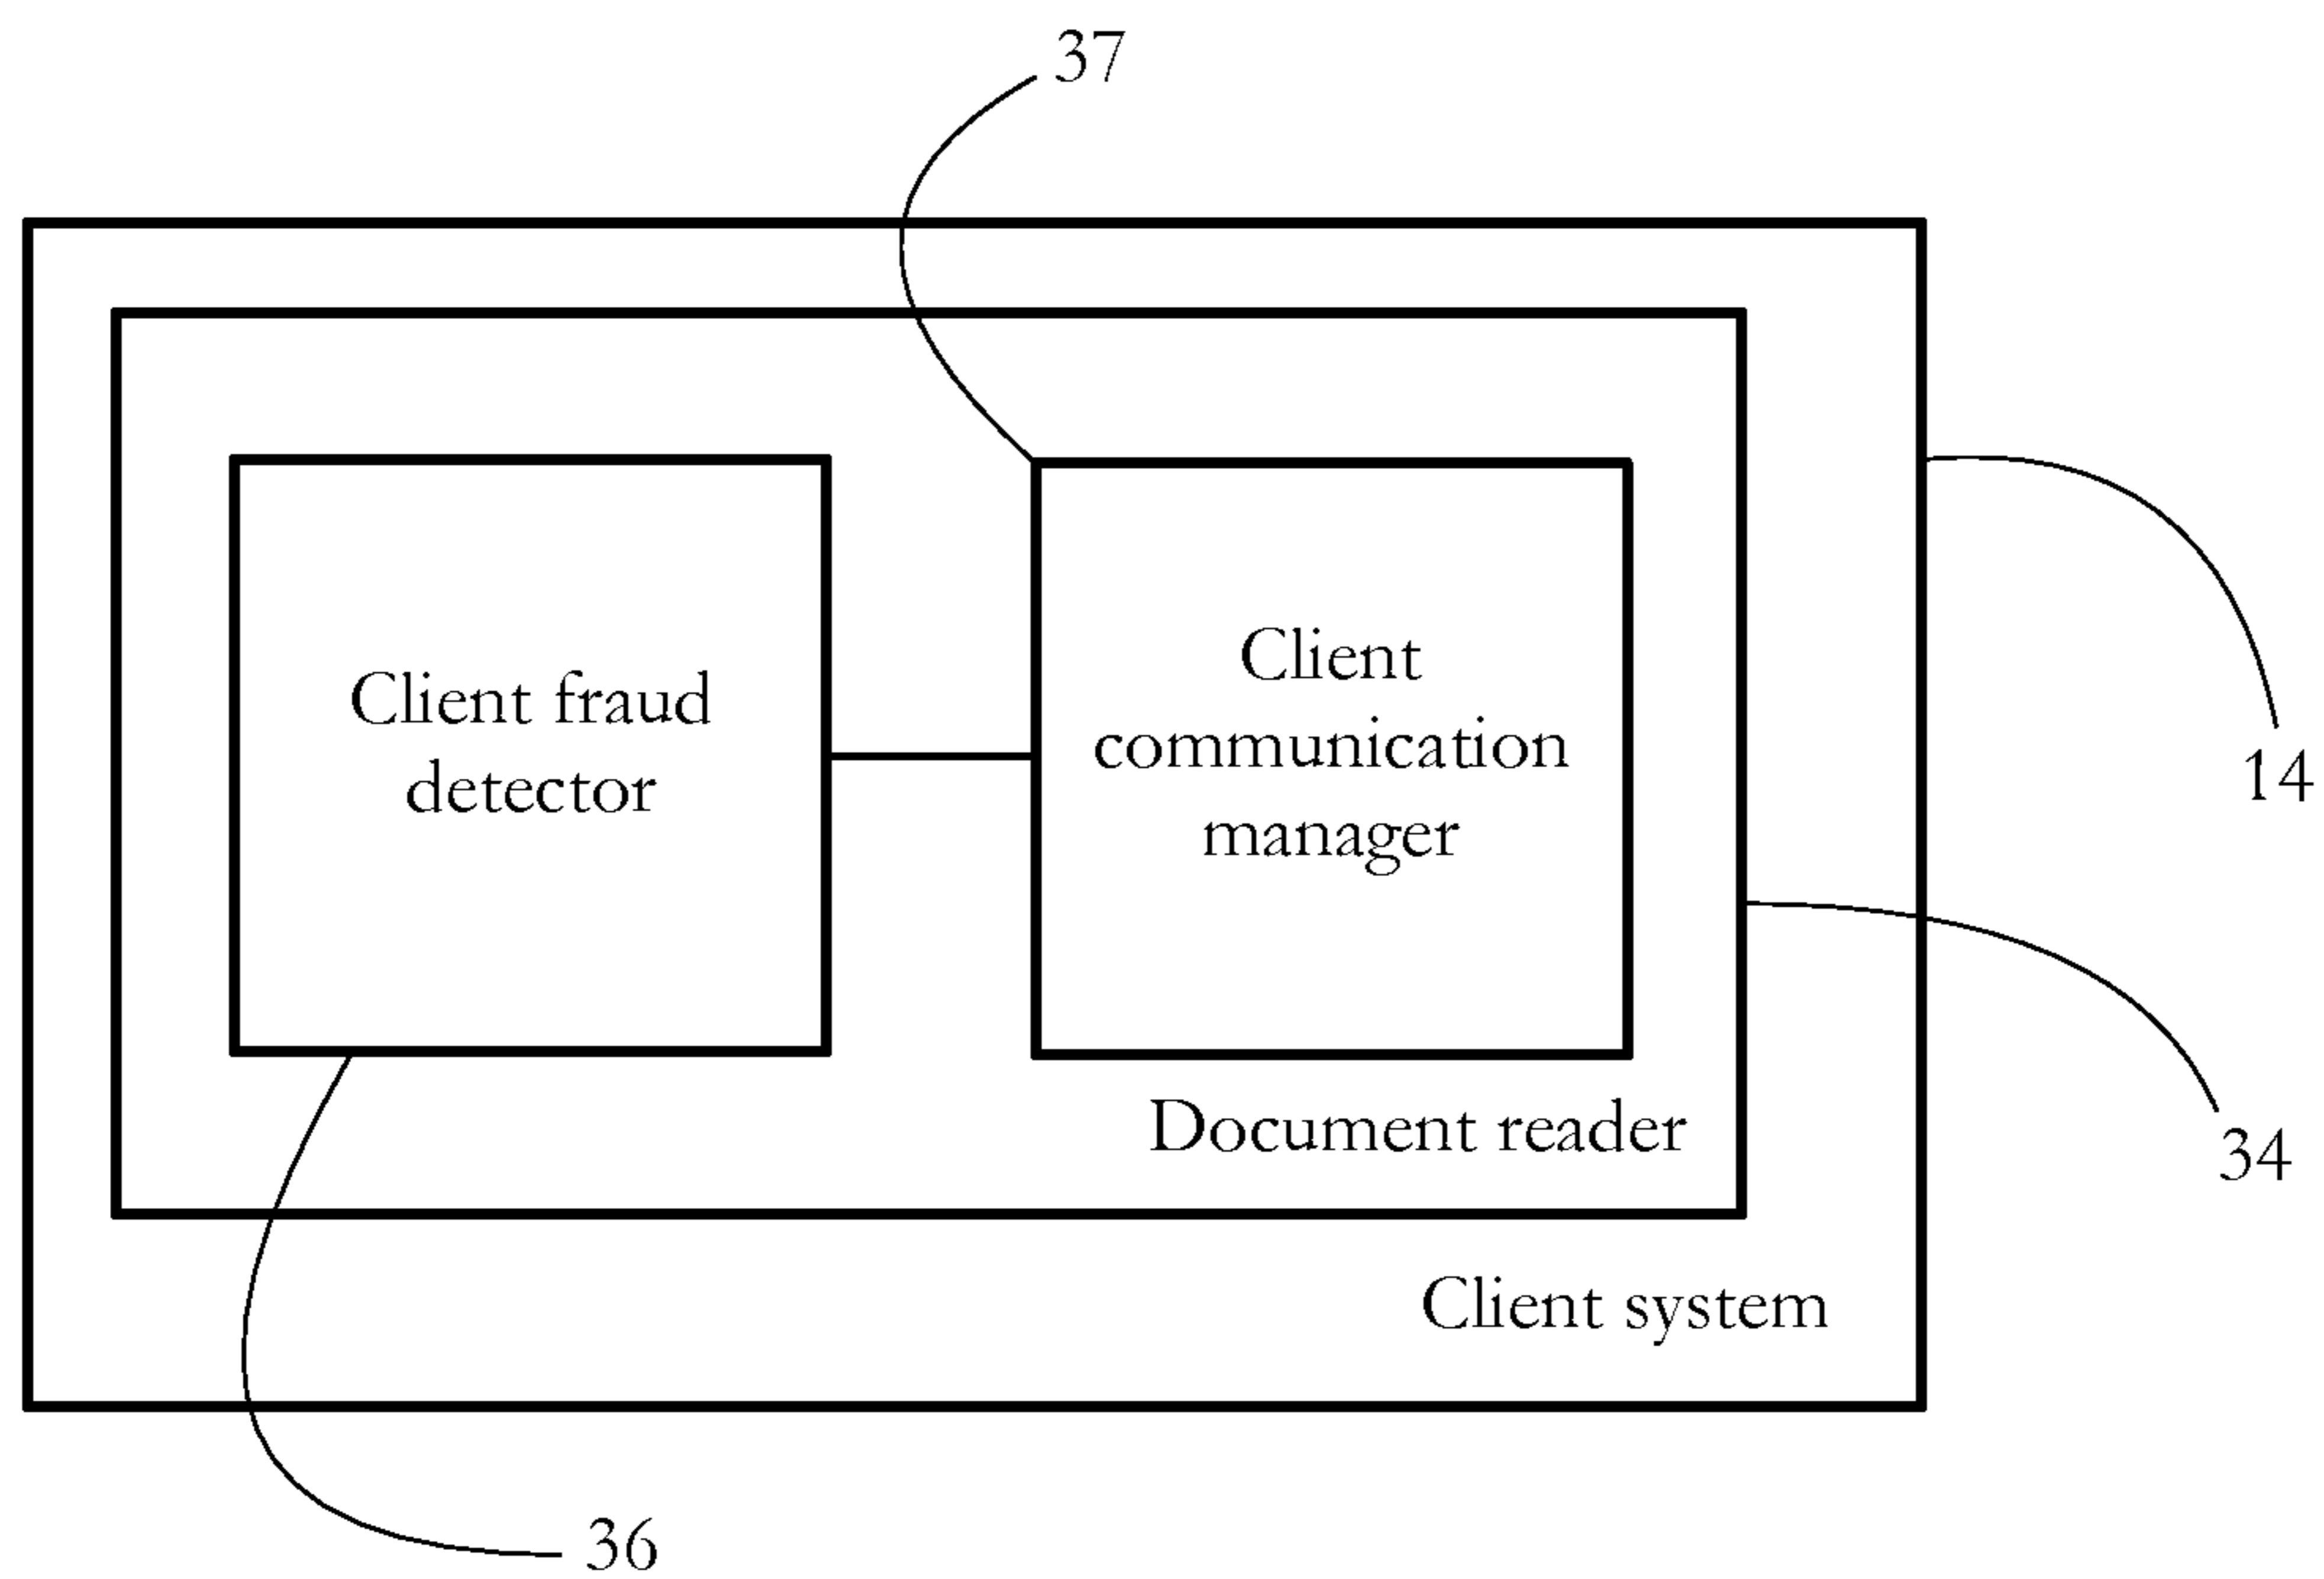 37
Client fraud
detector
Client
communication
manager
14
Document reader
34
Client system
36